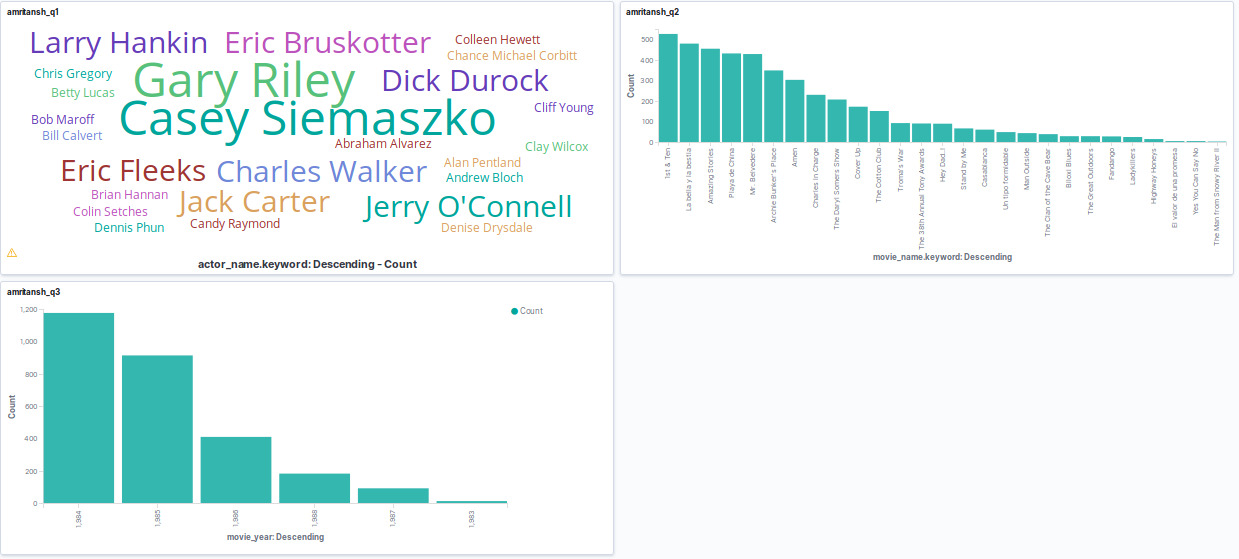 amritansh_q1
Larry Hankin
Eric Bruskotter
Colleen Hewett
Chance Michael Corbitt
Chris Gregory
Gary Riley
Dick Durock
Betty Lucas
Casey Siemaszko
Cliff Young
Bob Maroff
Bill Calvert
Abraham Alvarez
Clay Wilcox
Eric Fleeks
Charles Walker
Alan Pentland
Andrew Bloch
Brian Hannan
Jack Carter
Jerry O'Connell
Colin Setches
Dennis Phun
Candy Raymond
Denise Drysdale
actor_name.keyword: Descending - Count
amritansh_q2
Count
500
400
300
200
100
0
1st & Ten
La bella y la bestia
Amazing Stories
Playa de China
Mr. Belvedere
Archie Bunker's Place
Amen
Charles in Charge
The Daryl Somers Show
Cover Up
The Cotton Club
Troma's War
The 38th Annual Tony Awards
Hey Dad..!
Stand by Me
Casablanca
Un tipo formidable
Man Outside
The Clan of the Cave Bear
Biloxi Blues
The Great Outdoors
Fandango
Ladykillers
Highway Honeys
El valor de una promesa
Yes You Can Say No
The Man from Snowy River II
movie_name.keyword: Descending
amritansh_q3
Count
1,200
1,000
800
600
400
200
0
1,984
1,985
1,986
1,988
1,987
1,983
movie_year: Descending
Count